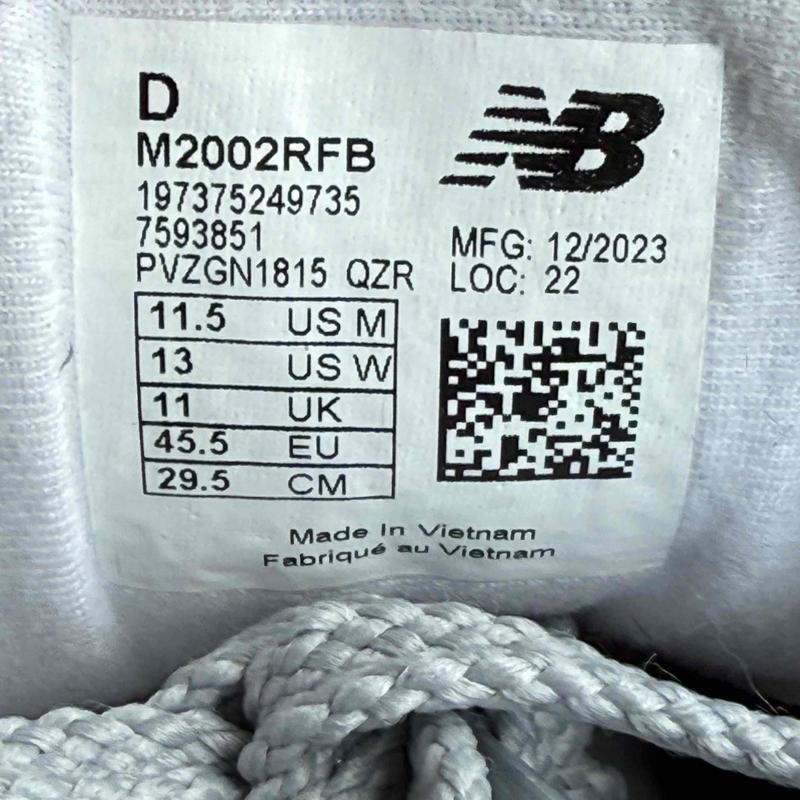 D
M2002RFB
197375249735
7593851
PVZGN1815 QZR
NB
MFG: 12/2023
LOC: 22
11.5 US M
13 US W
11 UK
45.5 EU
29.5 CM
Made In Vietnam
Fabriqué au Vietnam